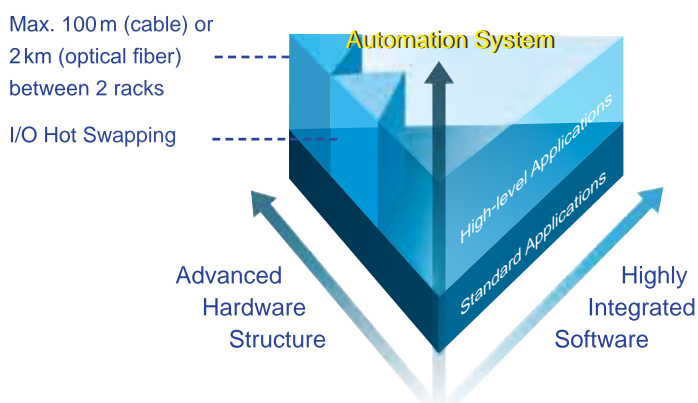 Max. 100 m (cable) or
2 km (optical fiber)
between 2 racks
I/O Hot Swapping
Automation System
High-level Applications
Standard Applications
Advanced
Hardware
Structure
Highly
Integrated
Software